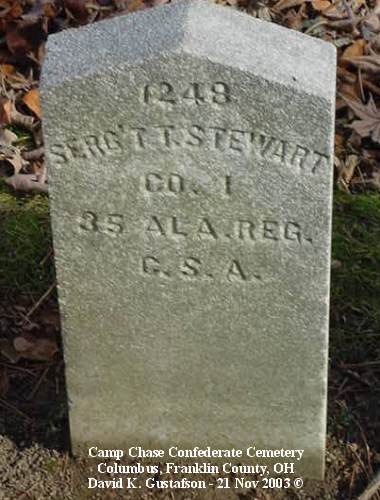 1248
SERG'T T. STEWART
CO. I
35 ALA. REG.
C. S. A.
Camp Chase Confederate Cemetery
Columbus, Franklin County, OH
David K. Gustafson - 21 Nov 2003 ©